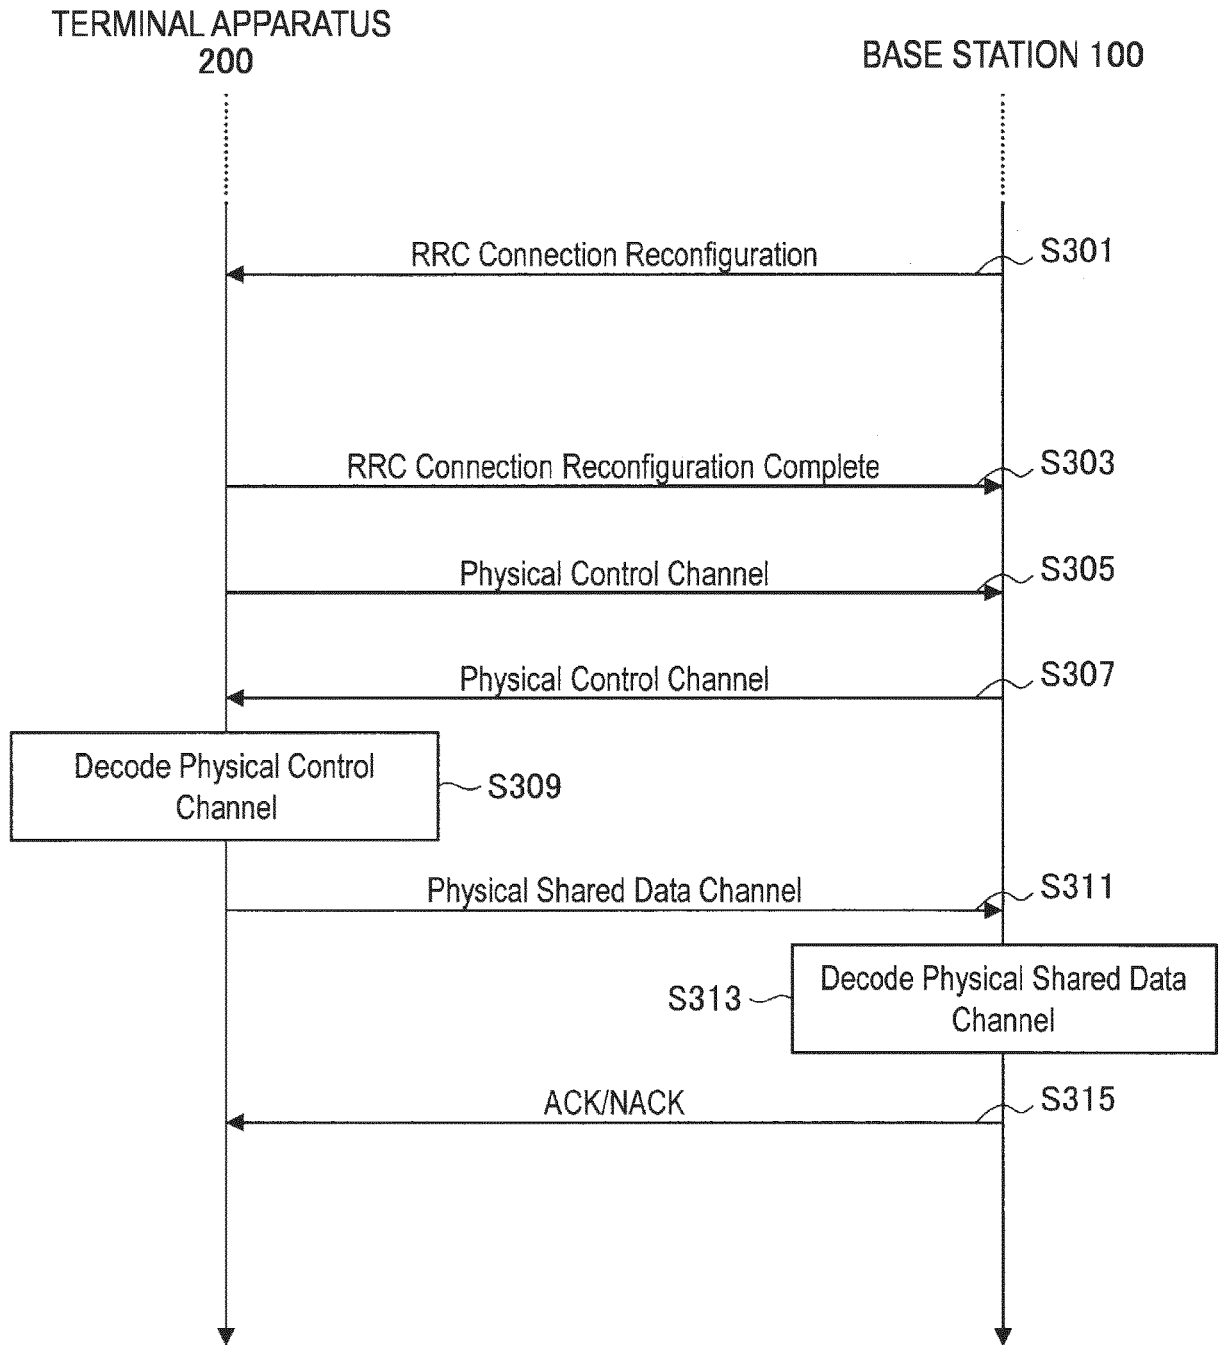 TERMINAL APPARATUS
200
BASE STATION 100
RRC Connection Reconfiguration
S301
RRC Connection Reconfiguration Complete
S303
Physical Control Channel
S305
Physical Control Channel
S307
Decode Physical Control
Channel
S309
Physical Shared Data Channel
S311
Decode Physical Shared Data
Channel
S313
ACK/NACK
S315